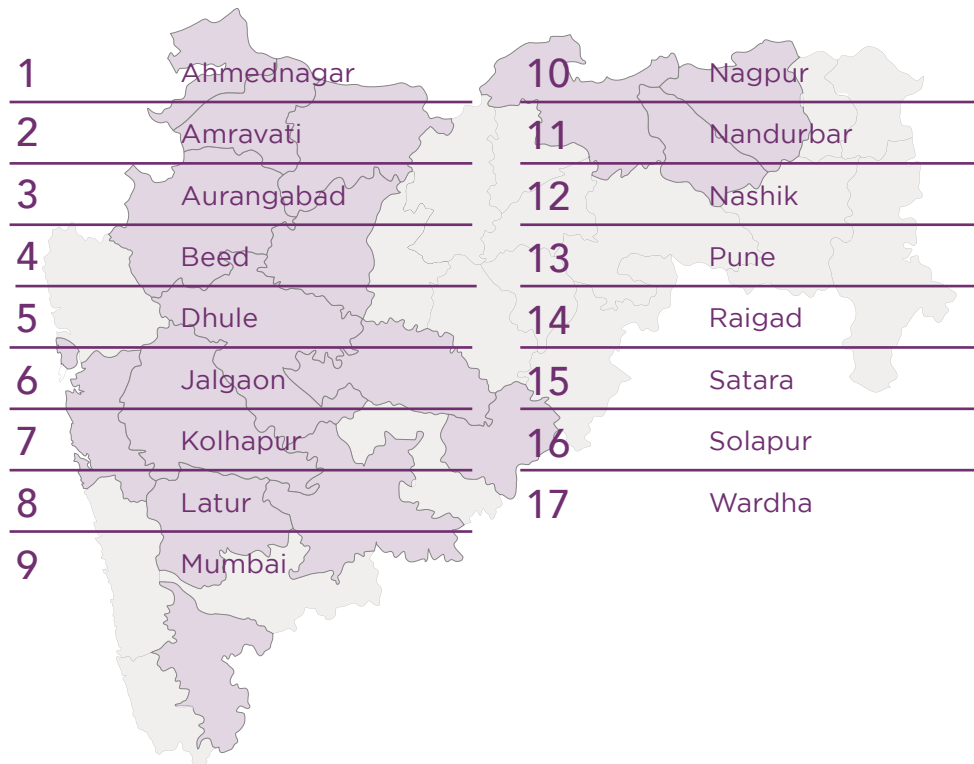 1 Ahmednagar
2 Amravati
3 Aurangabad
4 Beed
5 Dhule
6 Jalgaon
7 Kolhapur
8 Latur
9 Mumbai
10 Nagpur
11 Nandurbar
12 Nashik
13 Pune
14 Raigad
15 Satara
16 Solapur
17 Wardha